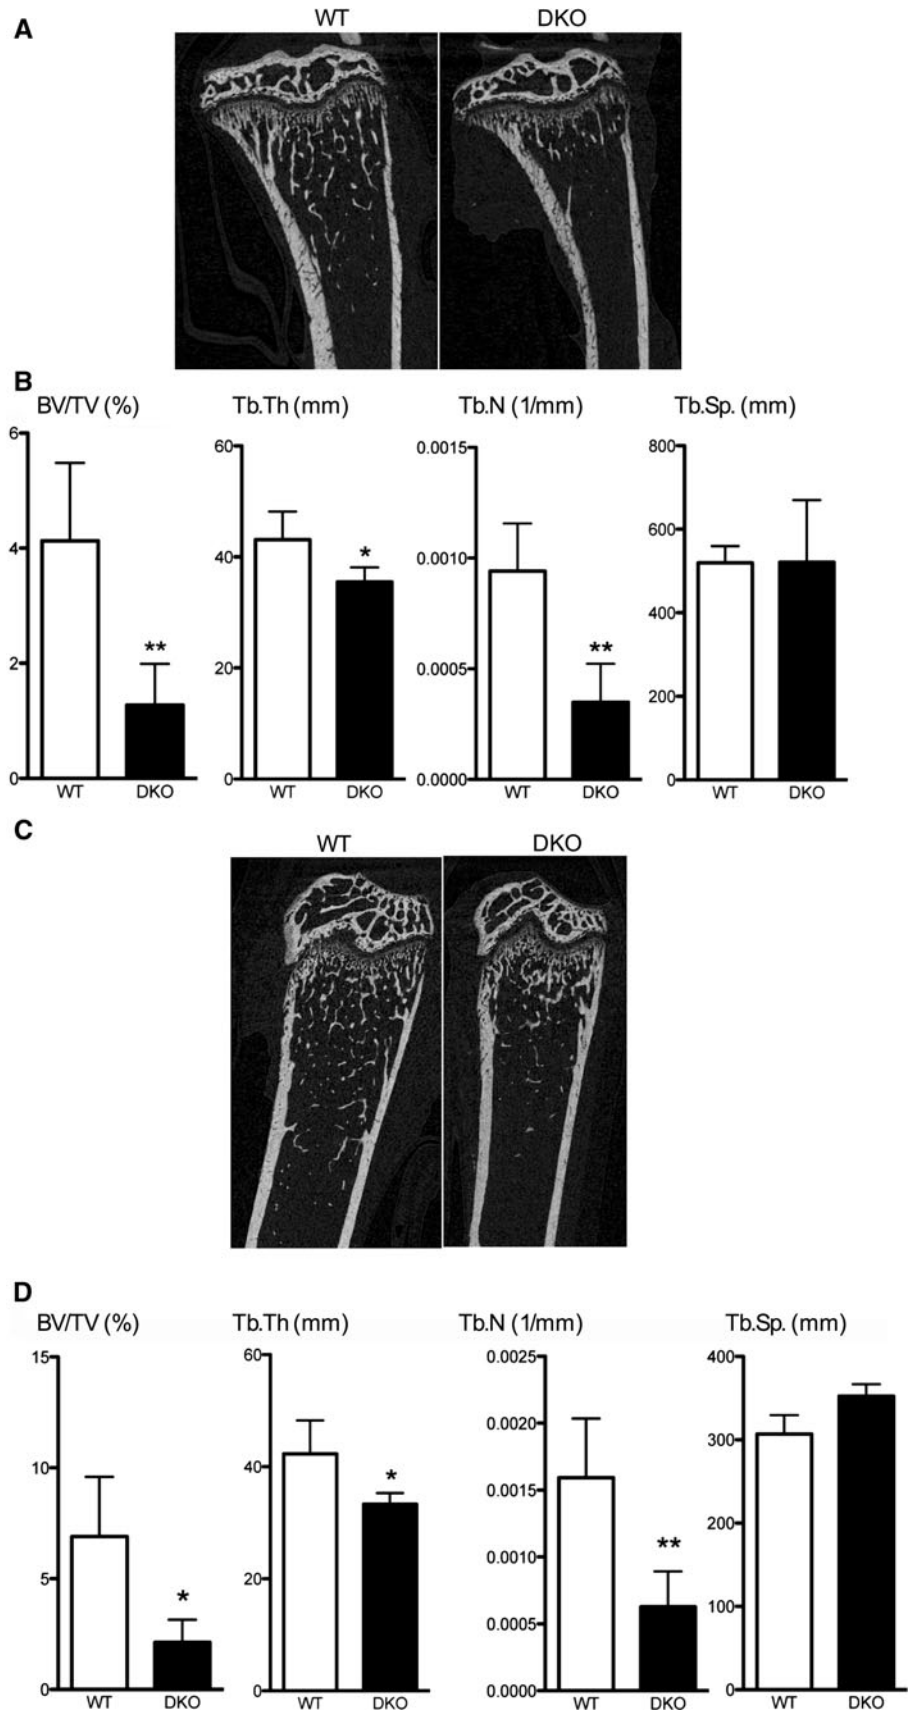 A
WT DKO
B
BV/TV (%) Tb.Th (mm) Tb.N (1/mm) Tb.Sp. (mm)
6 60 0.0015 800
4 40 0.0010 600
** * ** 400
2 20 0.0005 200
0 0 0.0000 0
WT DKO WT DKO WT DKO WT DKO
C
WT DKO
D
BV/TV (%) Tb.Th (mm) Tb.N (1/mm) Tb.Sp. (mm)
15 60 0.0025 400
10 40 0.0020 300
* * 0.0015 200
5 20 0.0010 ** 100
0.0005
0 0 0.0000 0
WT DKO WT DKO WT DKO WT DKO